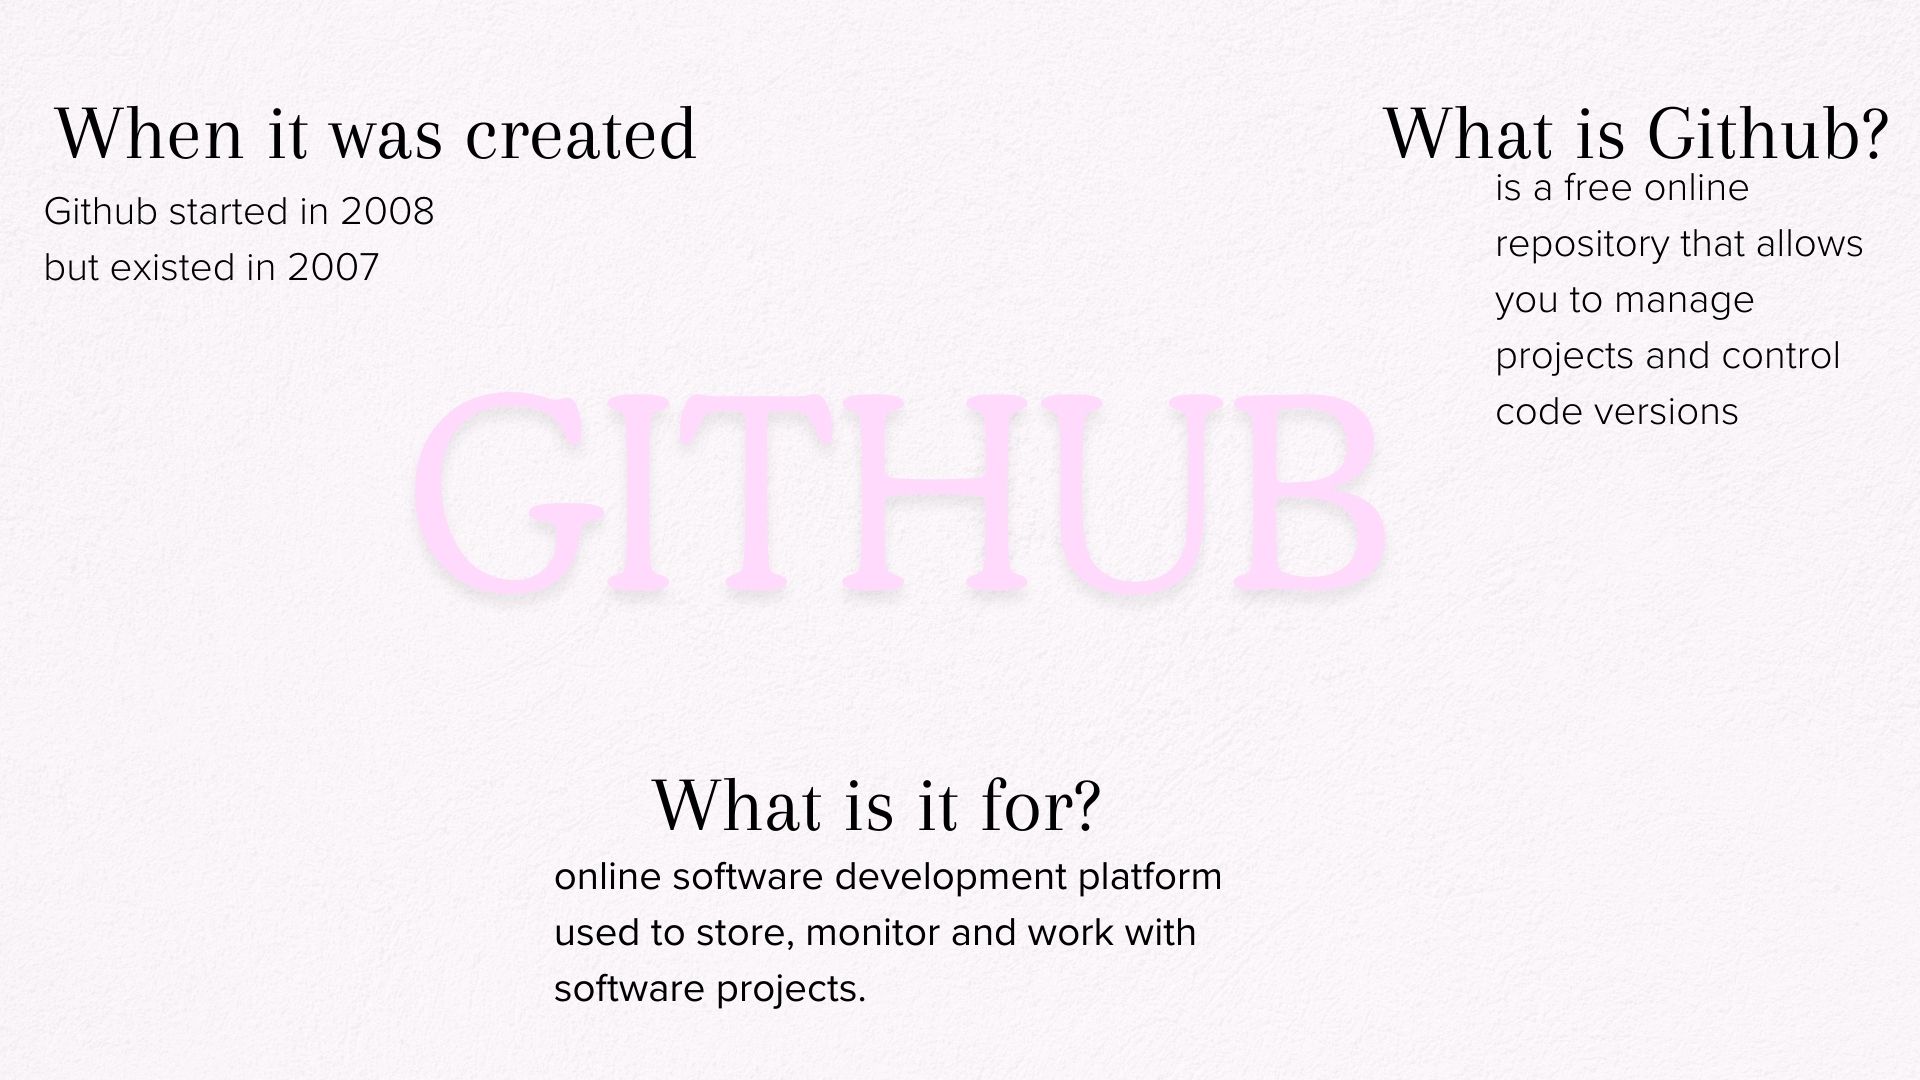 When it was created
Github started in 2008
but existed in 2007
What is Github?
is a free online
repository that allows
you to manage
projects and control
code versions
GITHUB
What is it for?
online software development platform
used to store, monitor and work with
software projects.